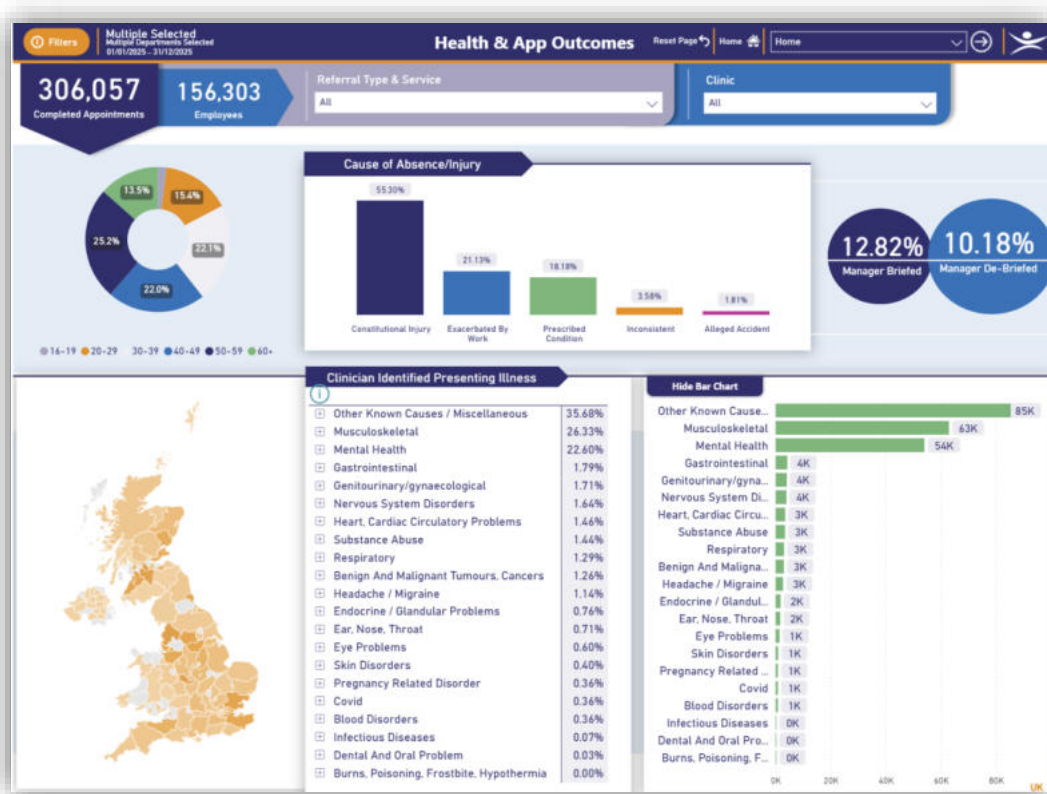 Filters
Multiple Selected
Multiple Departments Selected
01/01/2025 - 31/12/2025
Health & App Outcomes
Reset Page
Home
Home
306,057
Completed Appointments
156,303
Employees
Referral Type & Service
All
Clinic
All
13.5%
15.4%
25.2%
22.1%
22.0%
16-19 20-29 30-39 40-49 50-59 60+
Cause of Absence/Injury
55.30%
21.13%
18.18%
3.58%
1.81%
Constitutional Injury
Exacerbated By
Work
Prescribed
Condition
Inconsistent
Alleged Accident
12.82%
Manager Briefed
10.18%
Manager De-Briefed
Clinician Identified Presenting Illness
Other Known Causes / Miscellaneous 35.68%
Musculoskeletal 26.33%
Mental Health 22.60%
Gastrointestinal 1.79%
Genitourinary/gynaecological 1.71%
Nervous System Disorders 1.64%
Heart, Cardiac Circulatory Problems 1.46%
Substance Abuse 1.44%
Respiratory 1.29%
Benign And Malignant Tumours, Cancers 1.26%
Headache / Migraine 1.14%
Endocrine / Glandular Problems 0.76%
Ear, Nose, Throat 0.71%
Eye Problems 0.60%
Skin Disorders 0.40%
Pregnancy Related Disorder 0.36%
Covid 0.36%
Blood Disorders 0.36%
Infectious Diseases 0.07%
Dental And Oral Problem 0.03%
Burns, Poisoning, Frostbite, Hypothermia 0.00%
Hide Bar Chart
Other Known Cause... 85K
Musculoskeletal 63K
Mental Health 54K
Gastrointestinal 4K
Genitourinary/gyna... 4K
Nervous System Di... 4K
Heart, Cardiac Circu... 3K
Substance Abuse 3K
Respiratory 3K
Benign And Maligna... 3K
Headache / Migraine 3K
Endocrine / Glandul... 2K
Ear, Nose, Throat 2K
Eye Problems 1K
Skin Disorders 1K
Pregnancy Related ... 1K
Covid 1K
Blood Disorders 1K
Infectious Diseases 0K
Dental And Oral Pro... 0K
Burns, Poisoning, F... 0K
0K 20K 40K 60K 80K
UK